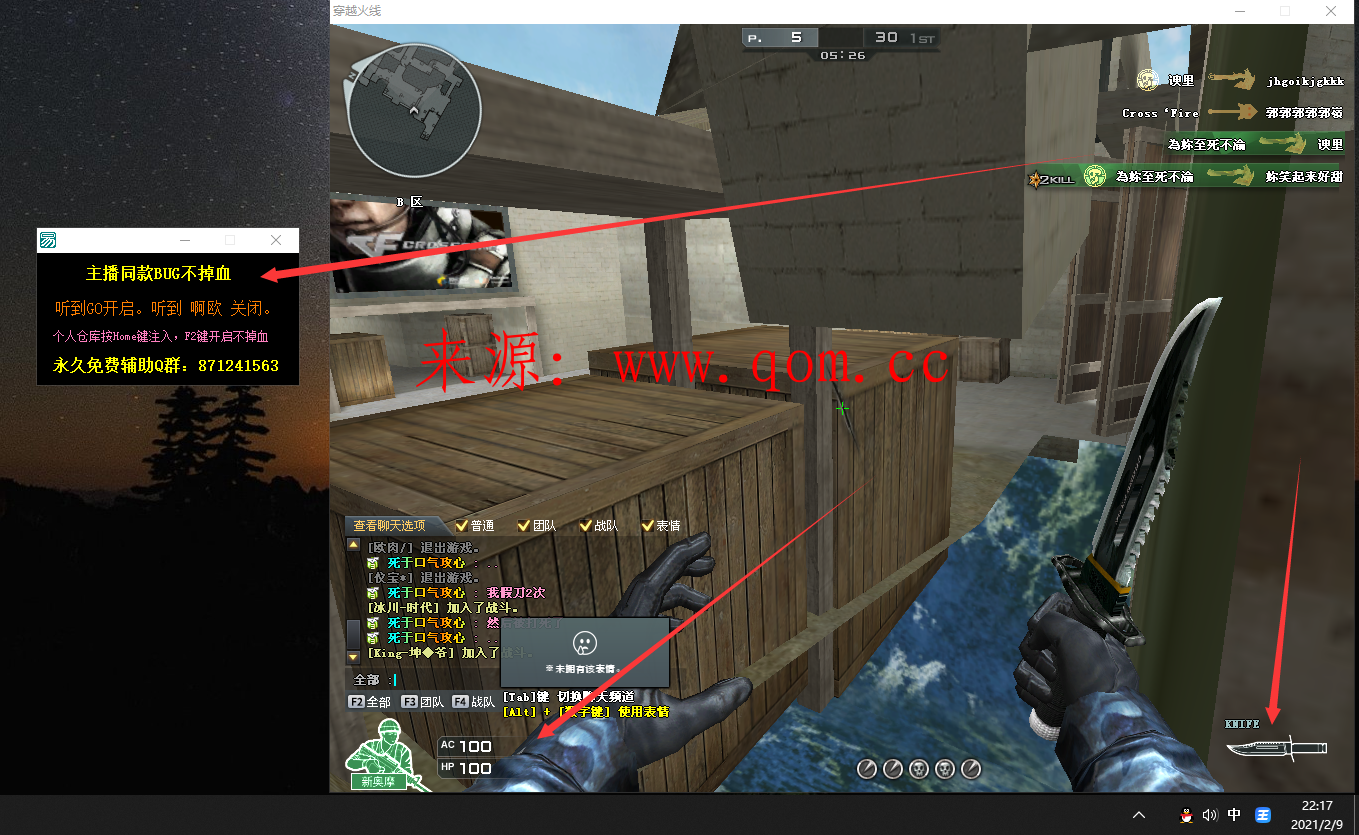 穿越火线
P. 5
30 1ST
05:26
谀里
jhgoikjgkkk
Cross‘Fire
郭郭郭郭郭嶺
為妳至死不渝
谀里
2KILL
為妳至死不渝
妳笑起来好甜
B 区
主播同款BUG不掉血
听到GO开启。听到 啊欧 关闭。
个人仓库按Home键注入，F2键开启不掉血
永久免费辅助Q群：871241563
来源：www.qom.cc
查看聊天选项
普通
团队
战队
表情
[欧肉/] 退出游戏。
死于口气攻心 : ..
[仪宝*] 退出游戏。
死于口气攻心 : 我假刀2次
[冰川-时代] 加入了战斗。
死于口气攻心 : 然后
死于口气攻心 : ..
[King-坤◆爷] 加入了战斗。
※未拥有该表情。
全部 :
F2 全部 F3 团队 F4 战队
[Tab]键 切换聊天频道
[Alt] + [数字键] 使用表情
AC 100
HP 100
新奥摩
KNIFE
中
22:17
2021/2/9